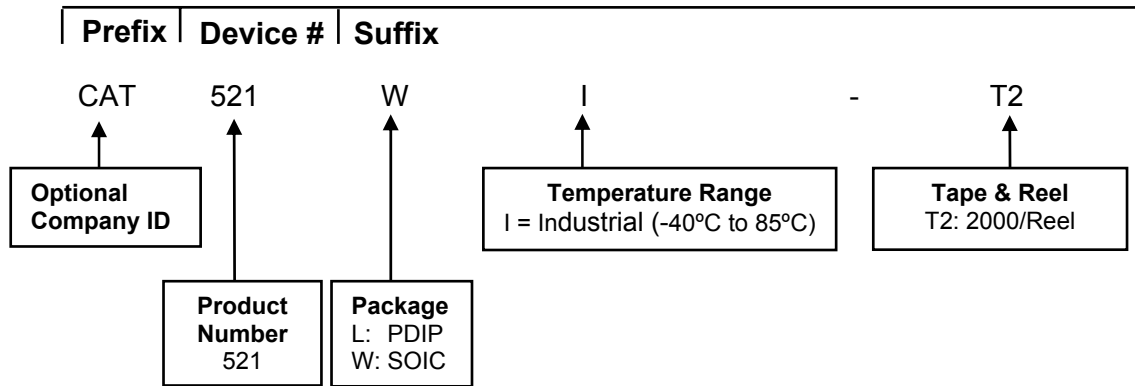 Prefix Device # Suffix
CAT 521 W I - T2
Optional
Company ID
Temperature Range
I = Industrial (-40ºC to 85ºC)
Tape & Reel
T2: 2000/Reel
Product
Number
521
Package
L: PDIP
W: SOIC